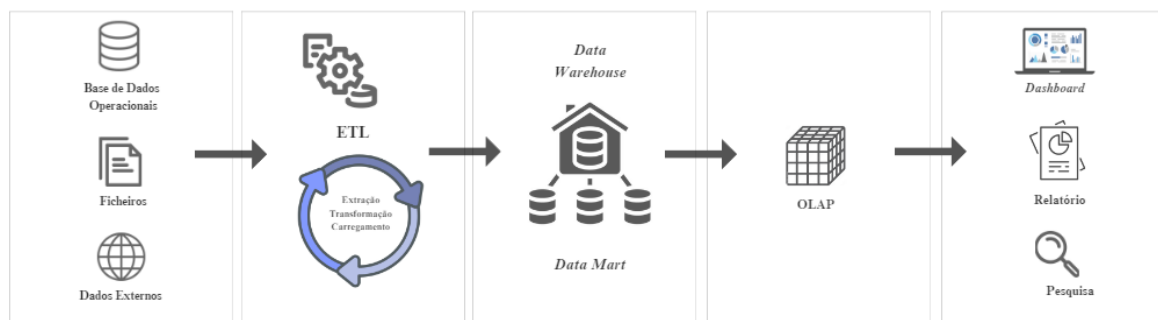 Base de Dados
Operacionais
Ficheiros
Dados Externos
ETL
Extração
Transformação
Carregamento
Data
Warehouse
Data Mart
OLAP
Dashboard
Relatório
Pesquisa